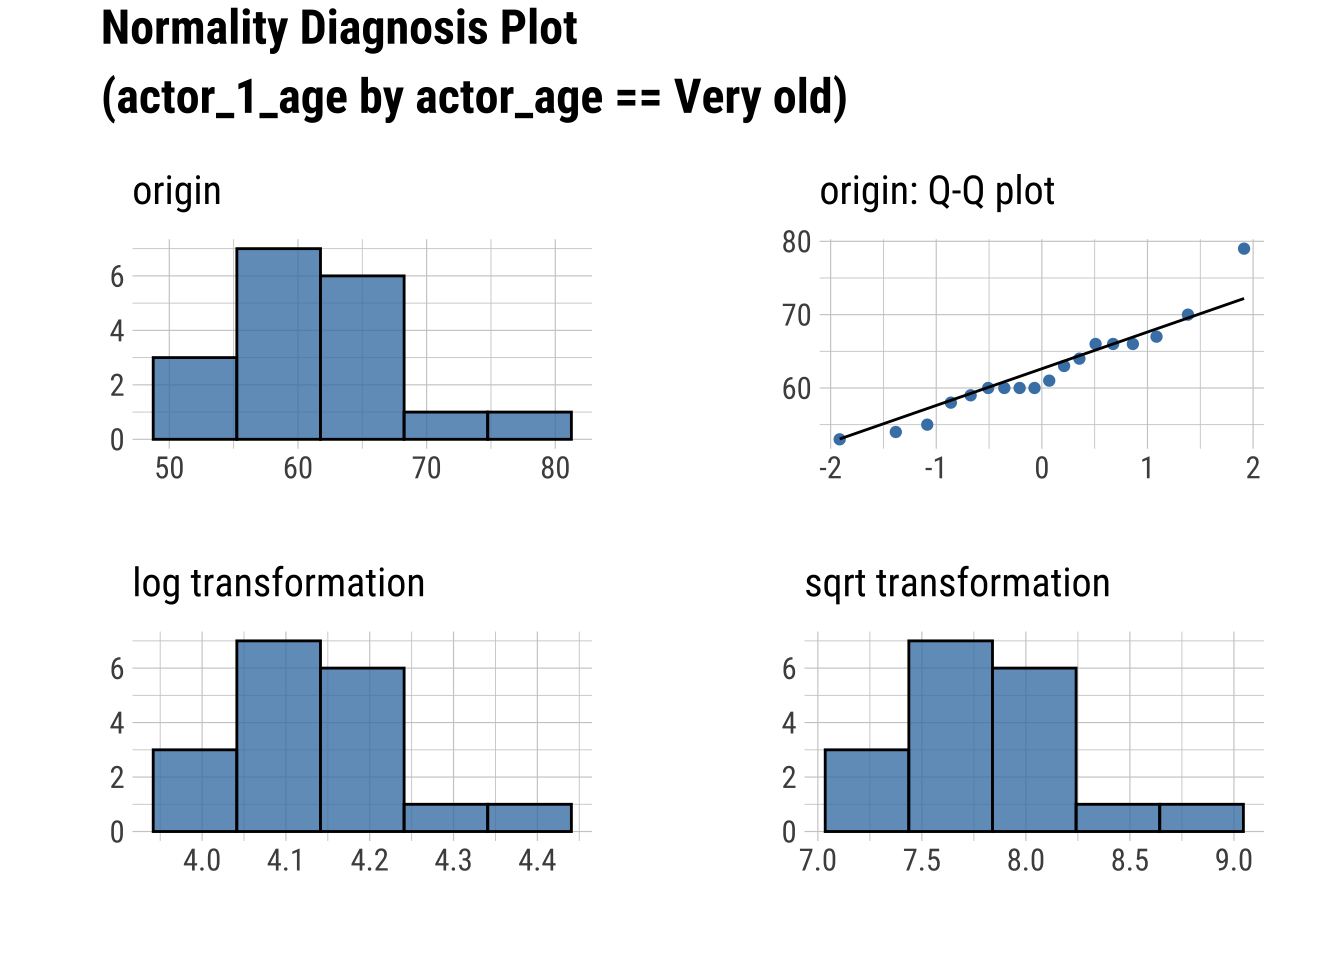 Normality Diagnosis Plot
(actor_1_age by actor_age == Very old)
origin
6
4
2
0
50 60 70 80
origin: Q-Q plot
80
70
60
-2 -1 0 1 2
log transformation
6
4
2
0
4.0 4.1 4.2 4.3 4.4
sqrt transformation
6
4
2
0
7.0 7.5 8.0 8.5 9.0